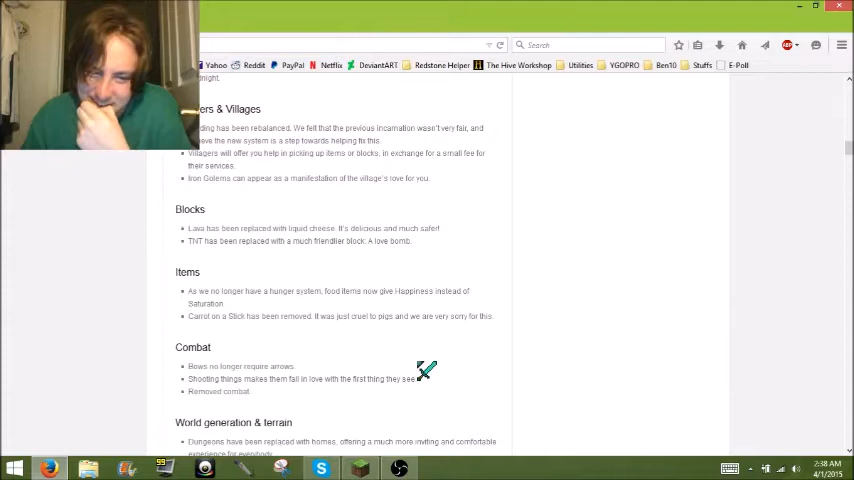 Search
Yahoo Reddit PayPal Netflix DeviantART Redstone Helper The Hive Workshop Utilities YGOPRO Ben10 Stuffs E-Poll
night.
ers & Villages
ding has been rebalanced. We felt that the previous incarnation wasn't very fair, and
eve the new system is a step towards helping fix this.
Villagers will offer you help in picking up items or blocks, in exchange for a small fee for
their services.
Iron Golems can appear as a manifestation of the village's love for you.
Blocks
Lava has been replaced with liquid cheese. It's delicious and much safer!
TNT has been replaced with a much friendlier block: A love bomb.
Items
As we no longer have a hunger system, food items now give Happiness instead of
Saturation
Carrot on a Stick has been removed. It was just cruel to pigs and we are very sorry for this.
Combat
Bows no longer require arrows.
Shooting things makes them fall in love with the first thing they see
Removed combat.
World generation & terrain
Dungeons have been replaced with homes, offering a much more inviting and comfortable
experience for everybody.
99
2:38 AM
4/1/2015